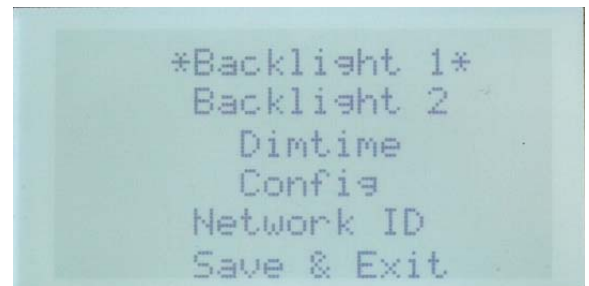 *Backlight 1*
Backlight 2
Dimtime
Config
Network ID
Save & Exit